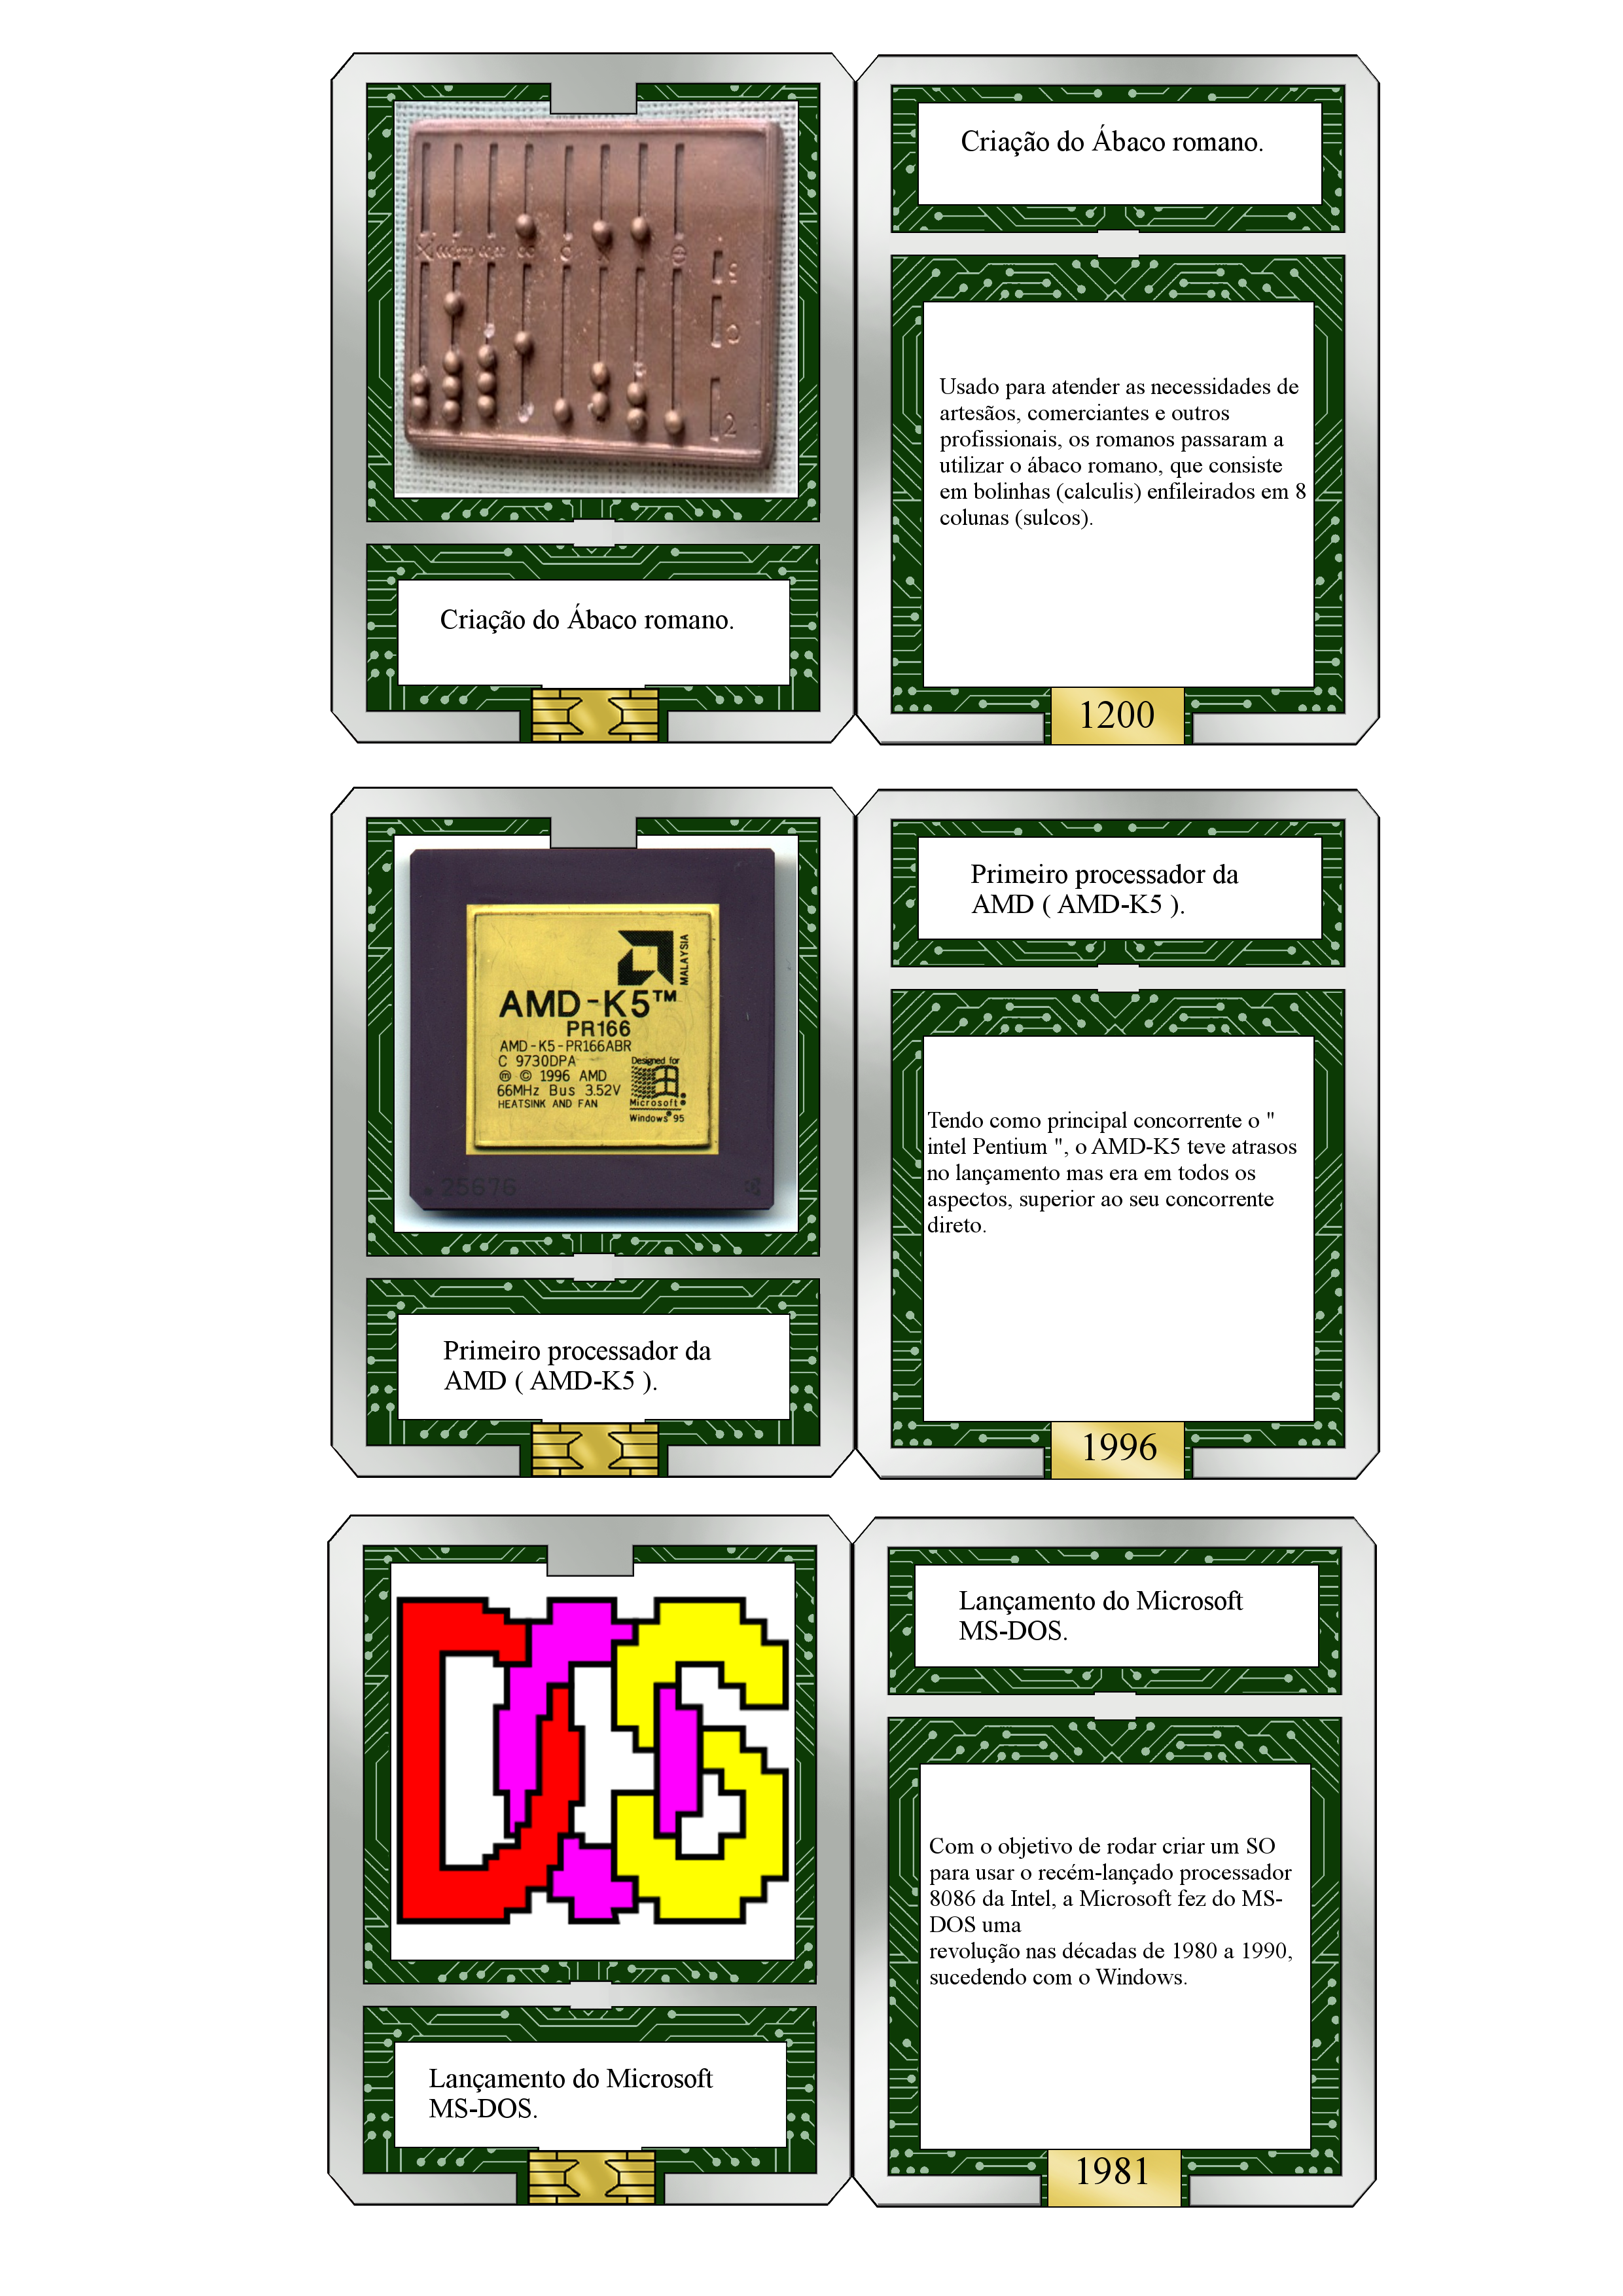 Criação do Ábaco romano.
Criação do Ábaco romano.
Usado para atender as necessidades de
artesãos, comerciantes e outros
profissionais, os romanos passaram a
utilizar o ábaco romano, que consiste
em bolinhas (calculis) enfileirados em 8
colunas (sulcos).
1200
AMD-K5™
PR166
AMD-K5-PR166ABR
C 9730DPA
ⓜ © 1996 AMD
66MHz Bus 3.52V
HEATSINK AND FAN
MALAYSIA
Designed for
Microsoft®
Windows®95
25676
Primeiro processador da
AMD ( AMD-K5 ).
Primeiro processador da
AMD ( AMD-K5 ).
Tendo como principal concorrente o "
intel Pentium ", o AMD-K5 teve atrasos
no lançamento mas era em todos os
aspectos, superior ao seu concorrente
direto.
1996
DOS
Lançamento do Microsoft
MS-DOS.
Lançamento do Microsoft
MS-DOS.
Com o objetivo de rodar criar um SO
para usar o recém-lançado processador
8086 da Intel, a Microsoft fez do MS-
DOS uma
revolução nas décadas de 1980 a 1990,
sucedendo com o Windows.
1981